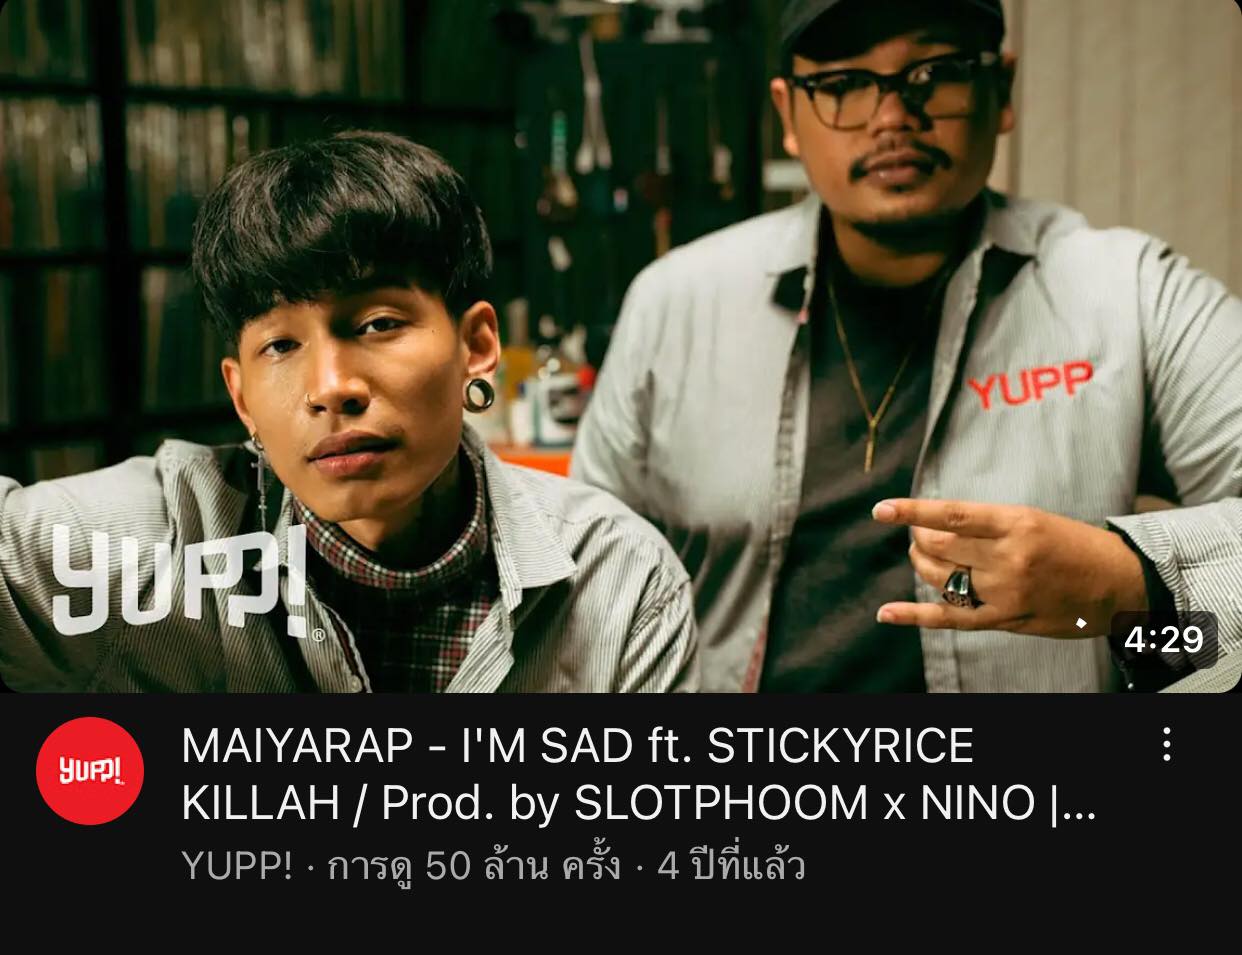 YUPP
YUPP!
®
4:29
YUPP!
MAIYARAP - I'M SAD ft. STICKYRICE
KILLAH / Prod. by SLOTPHOOM x NINO |...
YUPP! · การดู 50 ล้าน ครั้ง · 4 ปีที่แล้ว